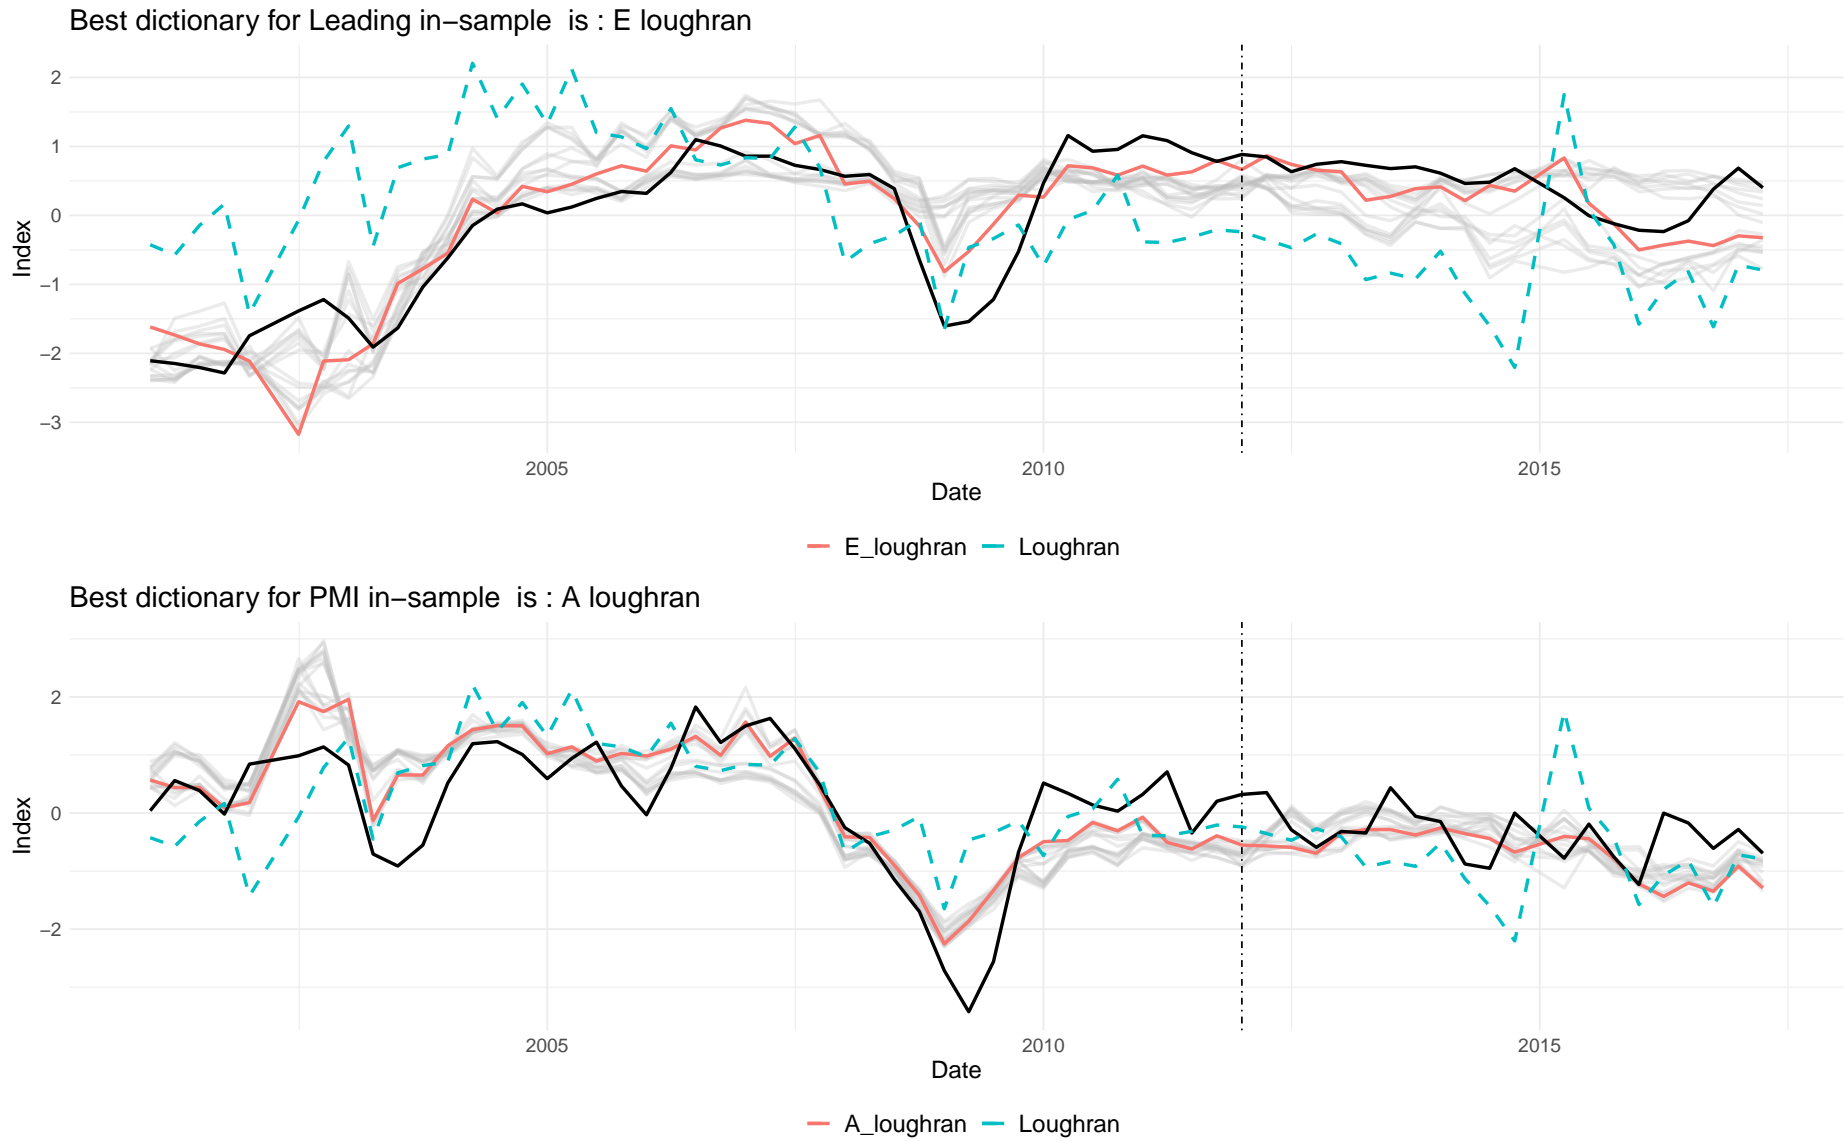 Best dictionary for Leading in−sample  is : E loughran
2
1
0
−1
−2
−3
Index
2005 2010 2015
Date
E_loughran Loughran
Best dictionary for PMI in−sample  is : A loughran
2
0
−2
Index
2005 2010 2015
Date
A_loughran Loughran